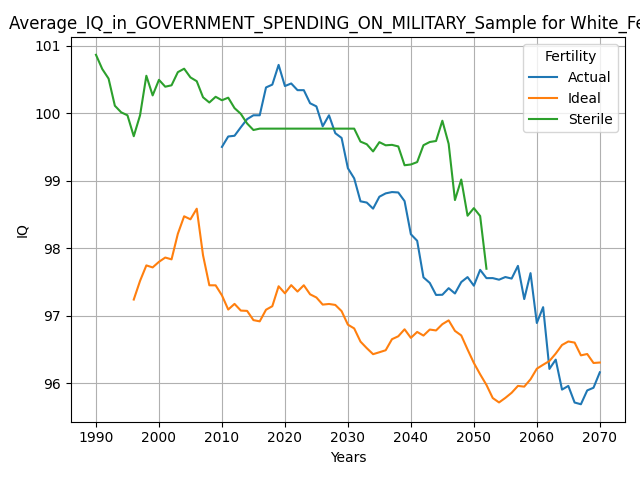 Average_IQ_in_GOVERNMENT_SPENDING_ON_MILITARY_Sample for White_Fe
Fertility
Actual
Ideal
Sterile
101
100
99
98
97
96
IQ
1990 2000 2010 2020 2030 2040 2050 2060 2070
Years